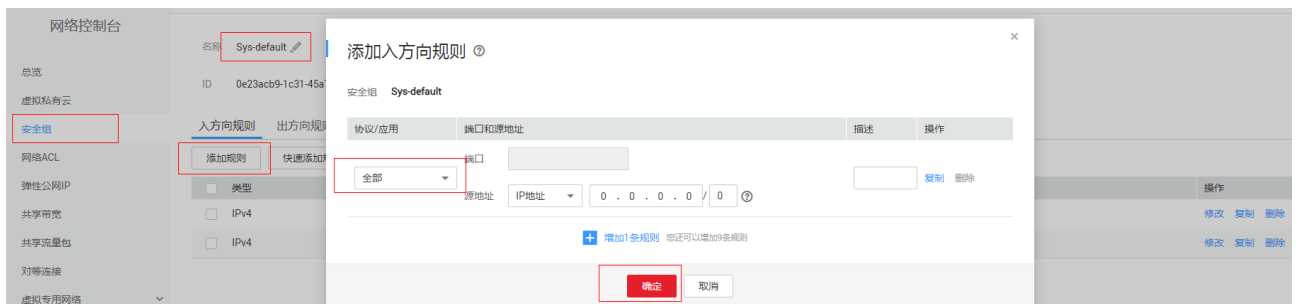 网络控制台
总览
虚拟私有云
安全组
网络ACL
弹性公网IP
共享带宽
共享流量包
对等连接
虚拟专用网络
名称 Sys-default
ID 0e23acb9-1c31-45a
入方向规则 出方向规则
添加规则 快速添加
类型 操作
IPv4 修改 复制 删除
IPv4 修改 复制 删除
添加入方向规则
安全组 Sys-default
协议/应用 端口和源地址 描述 操作
端口
全部 复制 删除
源地址 IP地址 0 . 0 . 0 . 0 / 0
增加1条规则 您还可以增加9条规则
确定 取消